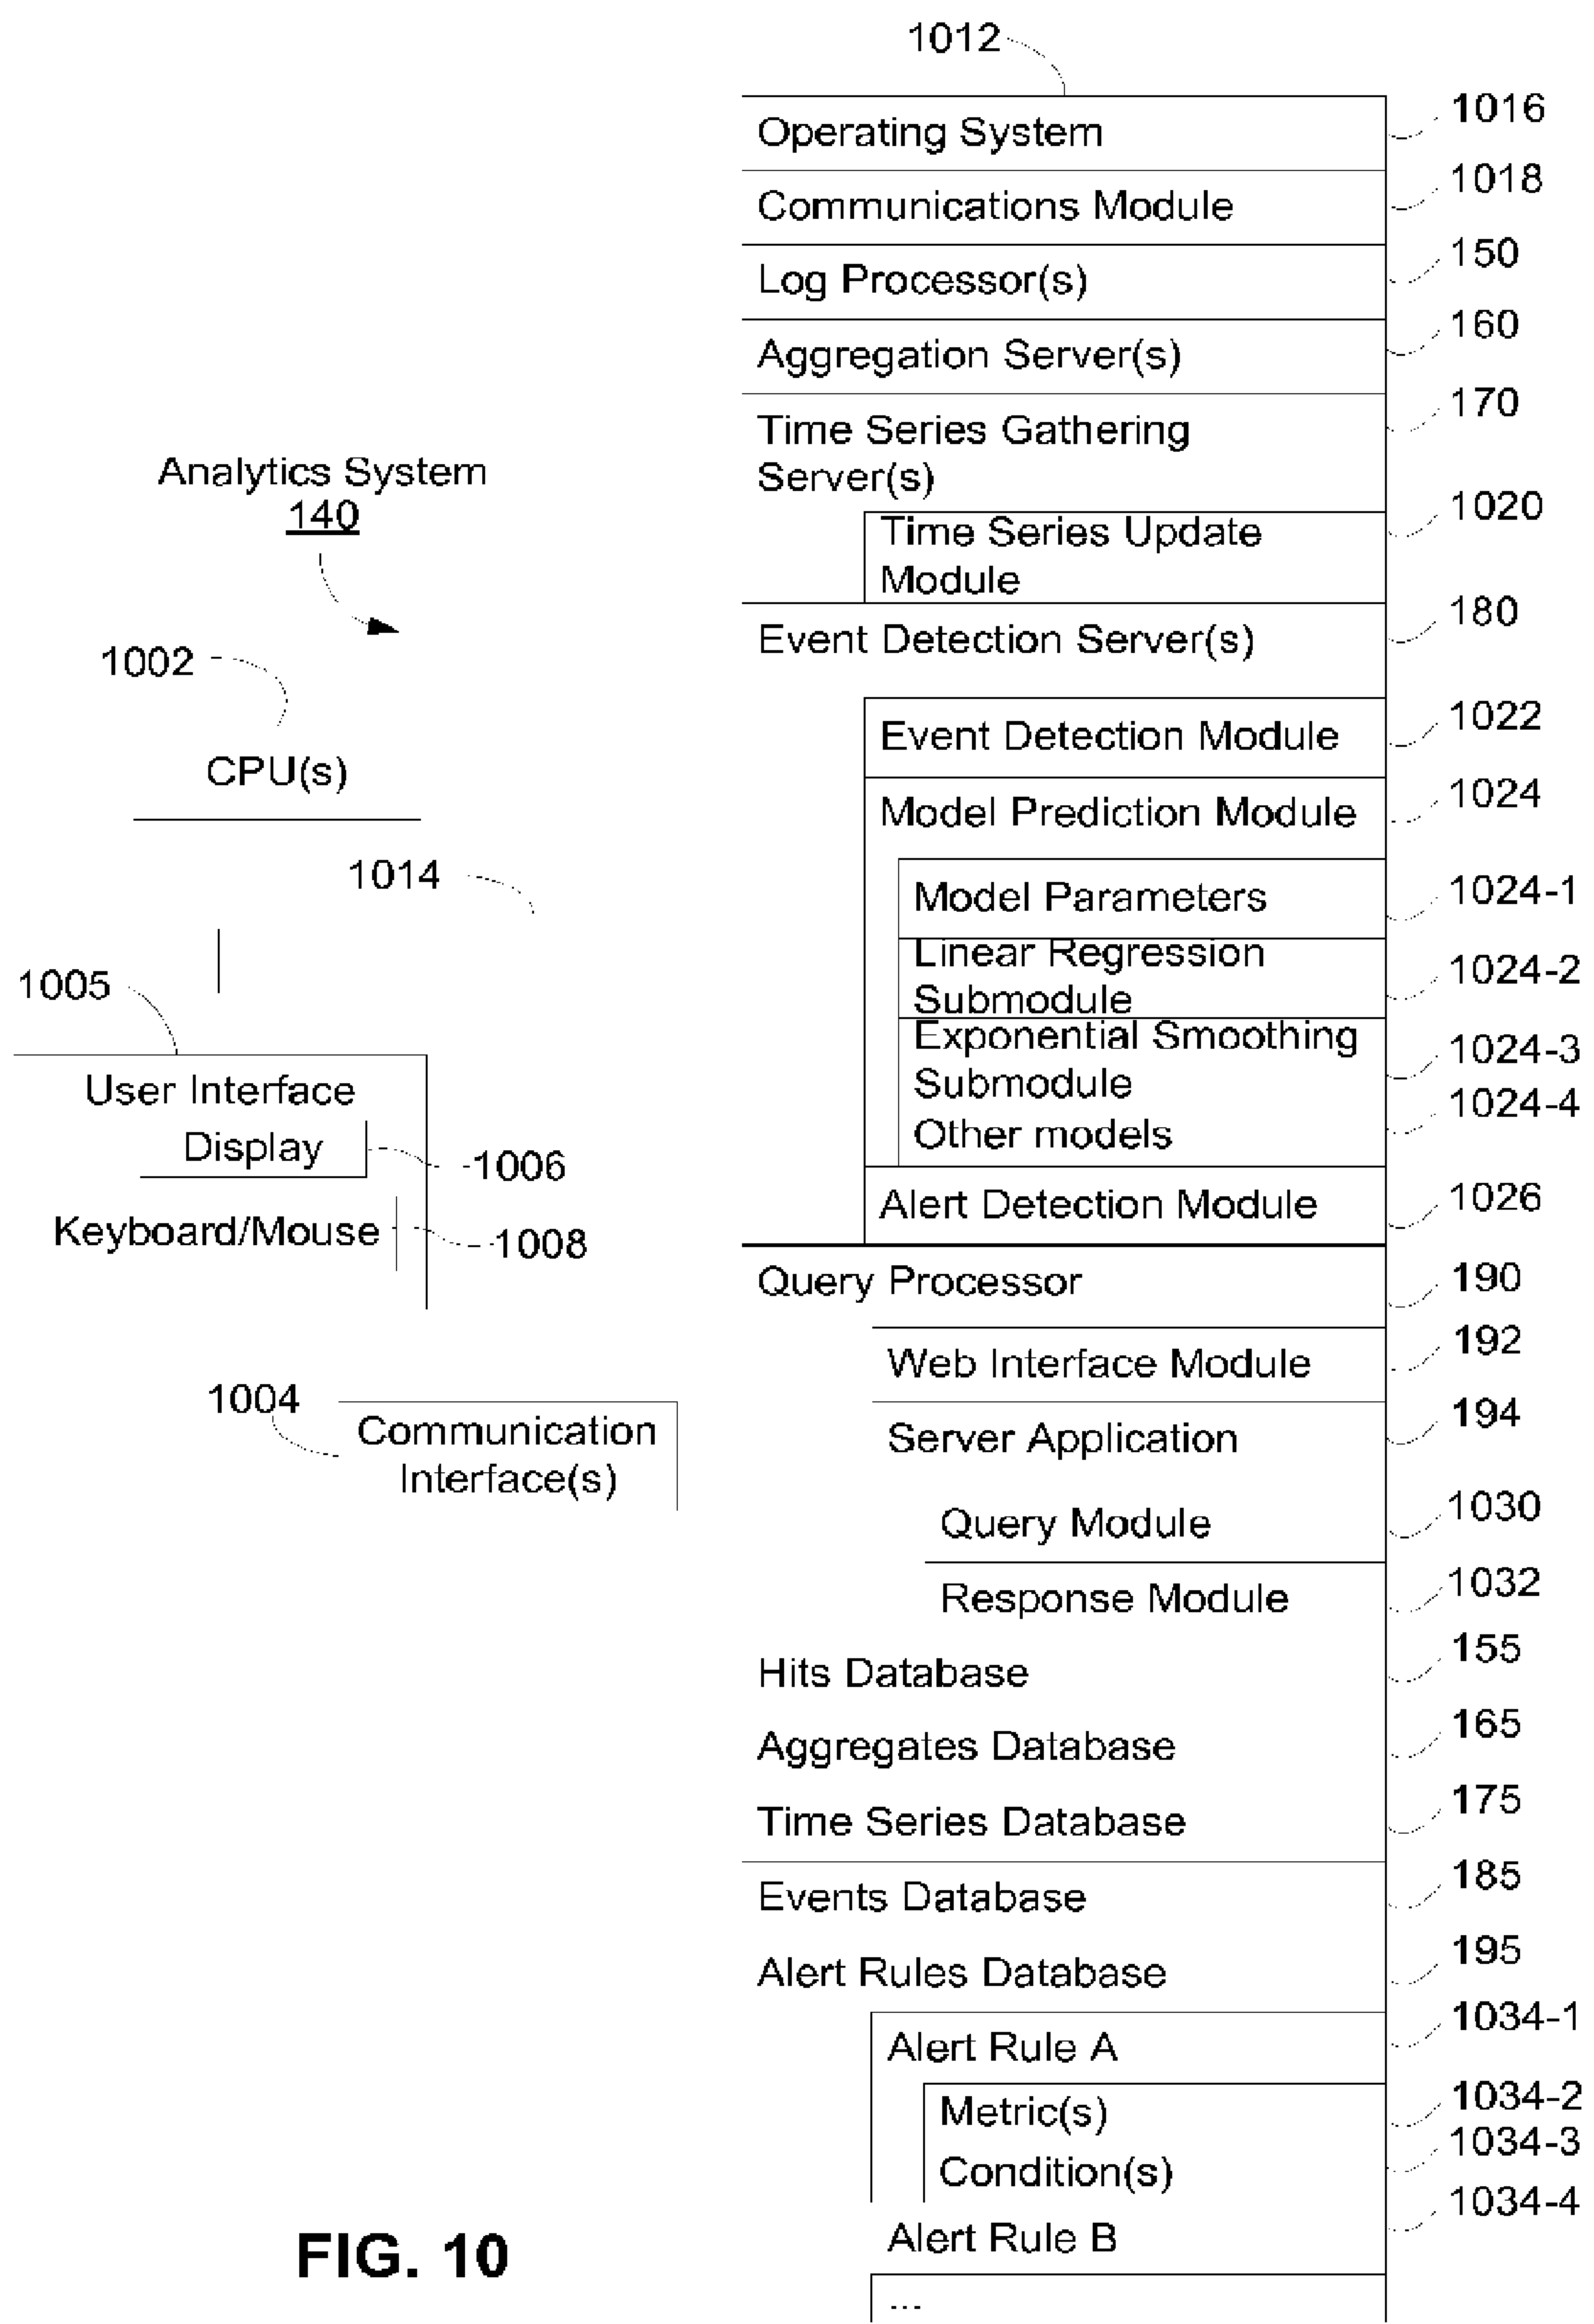 1012
Operating System
1016
Communications Module
1018
Log Processor(s)
150
Aggregation Server(s)
160
Time Series Gathering
Server(s)
170
Time Series Update
Module
1020
Event Detection Server(s)
180
Event Detection Module
1022
Model Prediction Module
1024
Model Parameters
1024-1
Linear Regression
Submodule
1024-2
Exponential Smoothing
Submodule
1024-3
Other models
1024-4
Alert Detection Module
1026
Query Processor
190
Web Interface Module
192
Server Application
194
Query Module
1030
Response Module
1032
Hits Database
155
Aggregates Database
165
Time Series Database
175
Events Database
185
Alert Rules Database
195
Alert Rule A
1034-1
Metric(s)
1034-2
Condition(s)
1034-3
Alert Rule B
1034-4
...
Analytics System
140
1002
CPU(s)
1014
1005
User Interface
Display
1006
Keyboard/Mouse
1008
1004
Communication
Interface(s)
FIG. 10